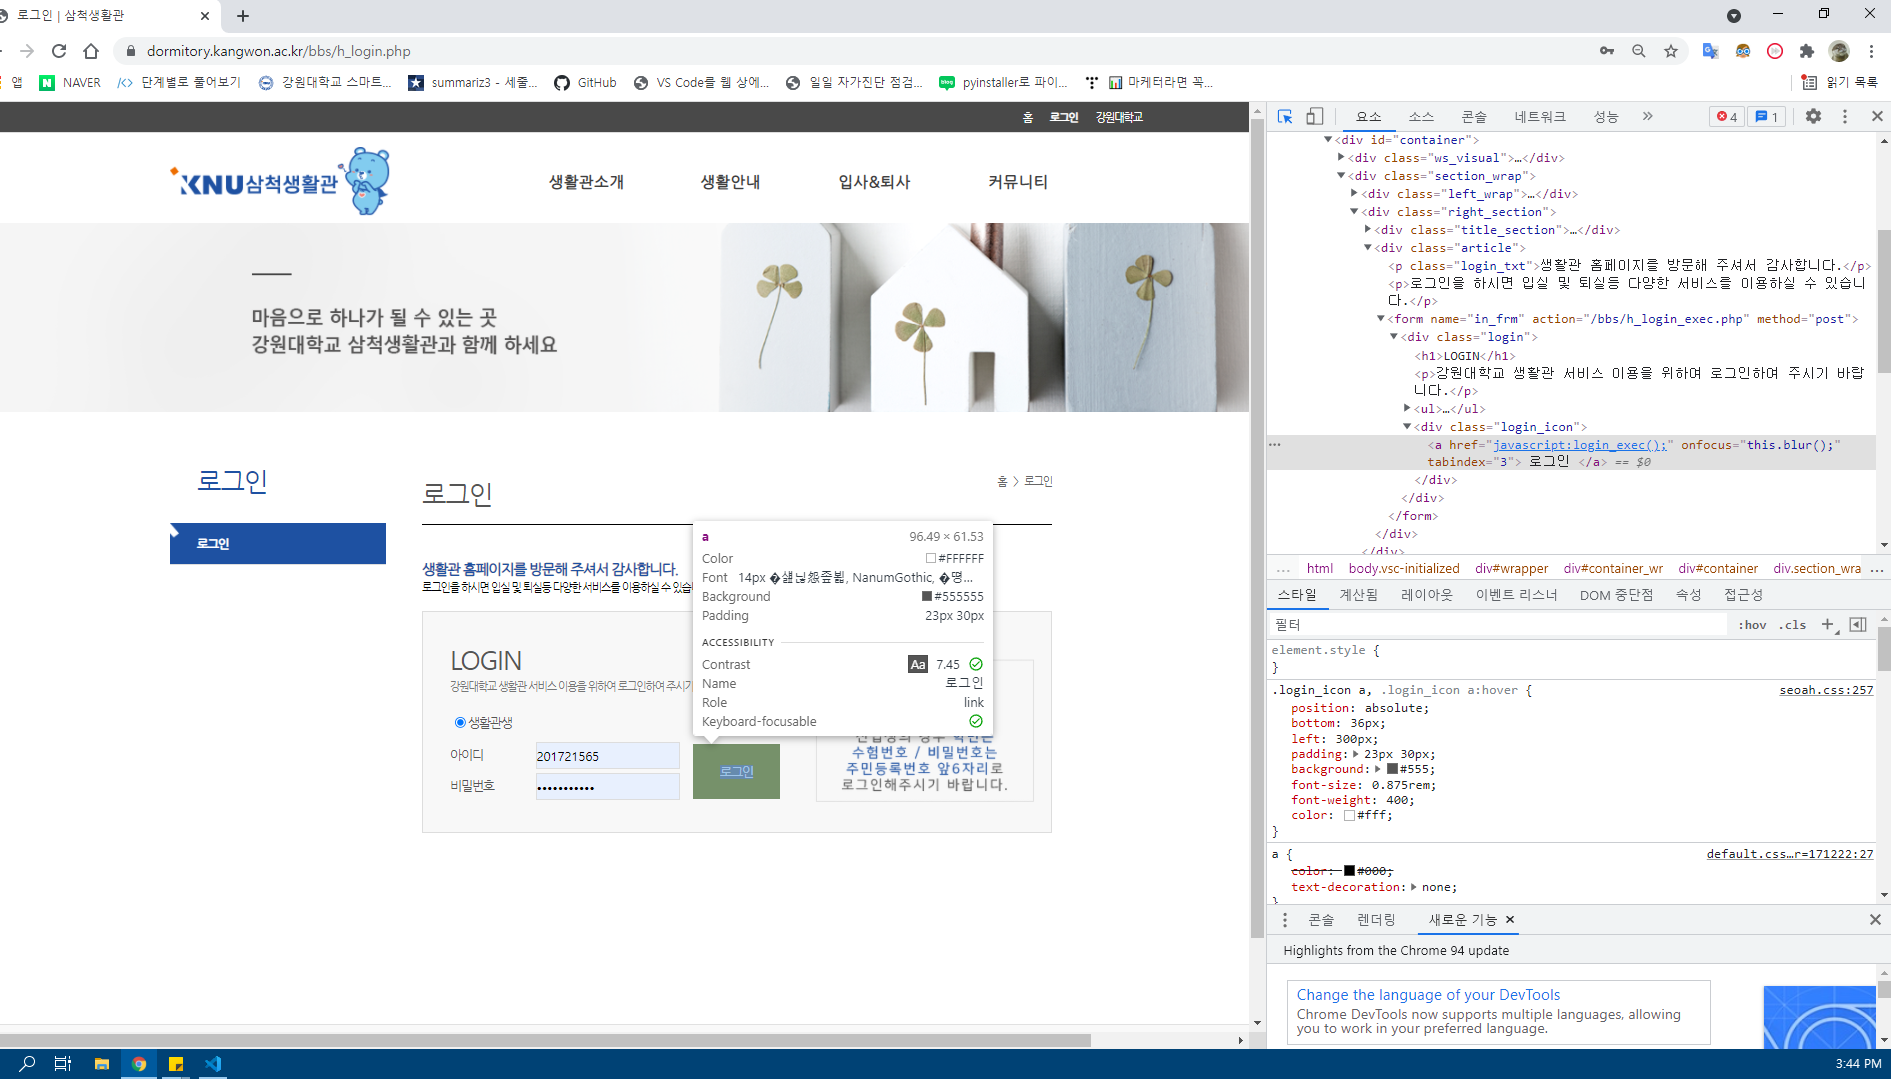 로그인 | 삼척생활관
dormitory.kangwon.ac.kr/bbs/h_login.php
앱
NAVER
단계별로 풀어보기
강원대학교 스마트...
summariz3 - 세줄...
GitHub
VS Code를 웹 상에...
일일 자가진단 점검...
pyinstaller로 파이...
마케터라면 꼭...
읽기 목록
홈 로그인 강원대학교
KNU삼척생활관
생활관소개 생활안내 입사&퇴사 커뮤니티
마음으로 하나가 될 수 있는 곳
강원대학교 삼척생활관과 함께 하세요
로그인
로그인
로그인
홈 > 로그인
생활관 홈페이지를 방문해 주셔서 감사합니다.
로그인을 하시면 입실 및 퇴실등 다양한 서비스를 이용하실 수 있습
LOGIN
강원대학교 생활관 서비스 이용을 위하여 로그인하여 주시기
생활관생
아이디 201721565
비밀번호 •••••••••••
로그인
수험번호 / 비밀번호는
주민등록번호 앞6자리로
로그인해주시기 바랍니다.
a 96.49 × 61.53
Color #FFFFFF
Font 14px
NanumGothic,
Background #555555
Padding 23px 30px
ACCESSIBILITY
Contrast Aa 7.45
Name 로그인
Role link
Keyboard-focusable
요소 소스 콘솔 네트워크 성능 » 4 1
<div id="container">
<div class="ws_visual">…</div>
<div class="section_wrap">
<div class="left_wrap">…</div>
<div class="right_section">
<div class="title_section">…</div>
<div class="article">
<p class="login_txt">생활관 홈페이지를 방문해 주셔서 감사합니다.</p>
<p>로그인을 하시면 입실 및 퇴실등 다양한 서비스를 이용하실 수 있습니
다.</p>
<form name="in_frm" action="/bbs/h_login_exec.php" method="post">
<div class="login">
<h1>LOGIN</h1>
<p>강원대학교 생활관 서비스 이용을 위하여 로그인하여 주시기 바랍
니다.</p>
<ul>…</ul>
<div class="login_icon">
<a href="javascript:login_exec();" onfocus="this.blur();"
tabindex="3"> 로그인 </a> == $0
</div>
</div>
</form>
</div>
</div>
... html body.vsc-initialized div#wrapper div#container_wr div#container div.section_wra ...
스타일 계산됨 레이아웃 이벤트 리스너 DOM 중단점 속성 접근성
필터 :hov .cls +
element.style {
}
.login_icon a, .login_icon a:hover { seoah.css:257
position: absolute;
bottom: 36px;
left: 300px;
padding: 23px 30px;
background: #555;
font-size: 0.875rem;
font-weight: 400;
color: #fff;
}
a { default.css…r=171222:27
color: #000;
text-decoration: none;
}
콘솔 렌더링 새로운 기능
Highlights from the Chrome 94 update
Change the language of your DevTools
Chrome DevTools now supports multiple languages, allowing
you to work in your preferred language.
3:44 PM